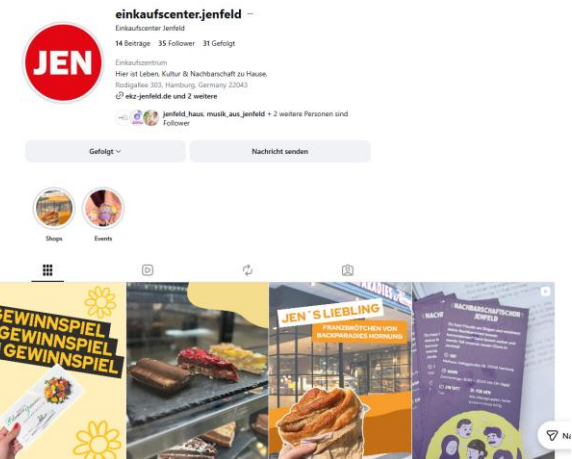 einkaufscenter.jenfeld
Einkaufscenter Jenfeld
14 Beiträge 35 Follower 31 Gefolgt
Einkaufszentrum
Hier ist Leben, Kultur & Nachbarschaft zu Hause.
Rodigallee 303, Hamburg, Germany 22043
ekz-jenfeld.de und 2 weitere
jenfeld_haus, musik_aus_jenfeld + 2 weitere Personen sind
Follower
JEN
Gefolgt
Nachricht senden
Shops
Events
GEWINNSPIEL
GEWINNSPIEL
GEWINNSPIEL
JEN´S LIEBLING
FRANZBRÖTCHEN VON
BACKPARADIES HORNUNG
NACHBARSCHAFTSCHOR
JENFELD
Na